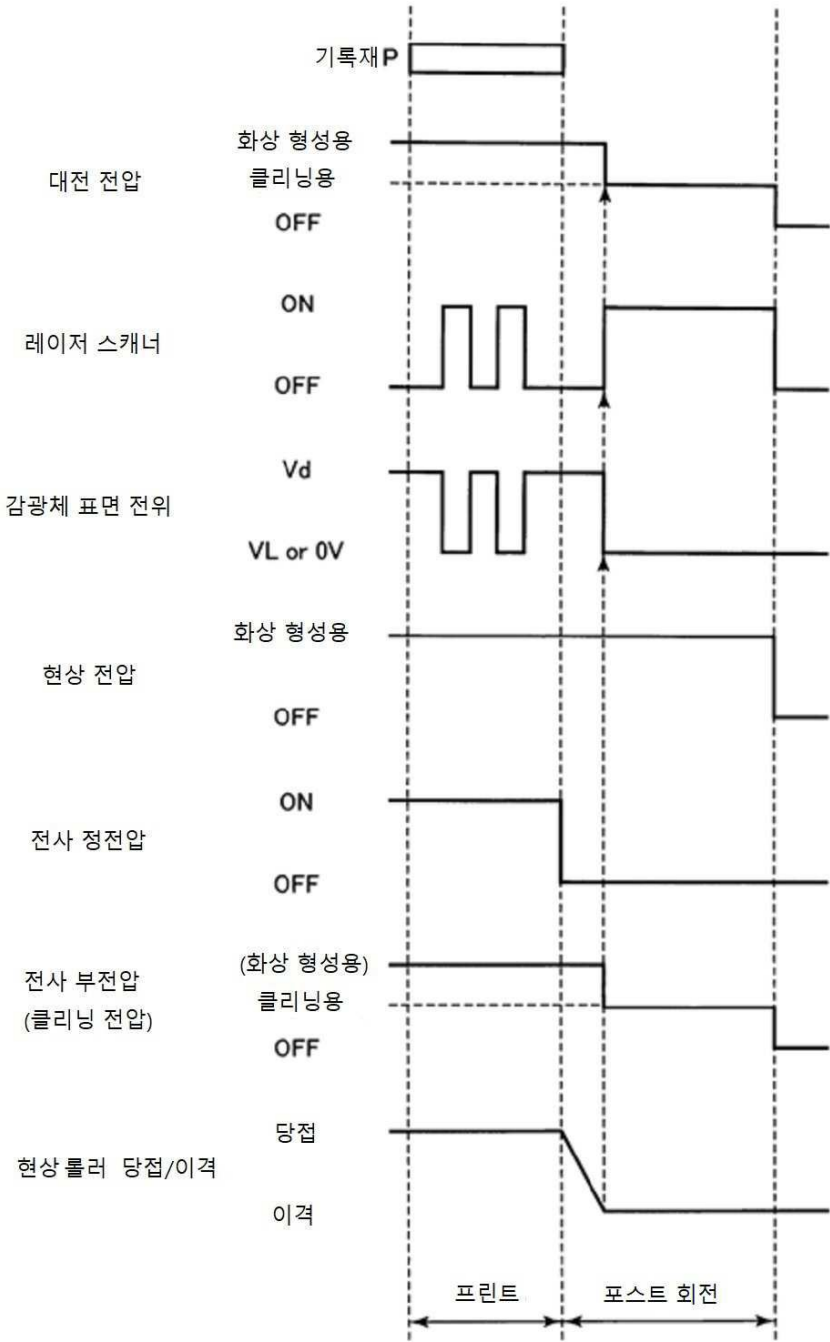 기록재 P
대전 전압
화상 형성용
클리닝용
OFF
레이저 스캐너
ON
OFF
감광체 표면 전위
Vd
VL or 0V
현상 전압
화상 형성용
OFF
전사 정전압
ON
OFF
전사 부전압
(클리닝 전압)
(화상 형성용)
클리닝용
OFF
현상 롤러 당접/이격
당접
이격
프린트
포스트 회전